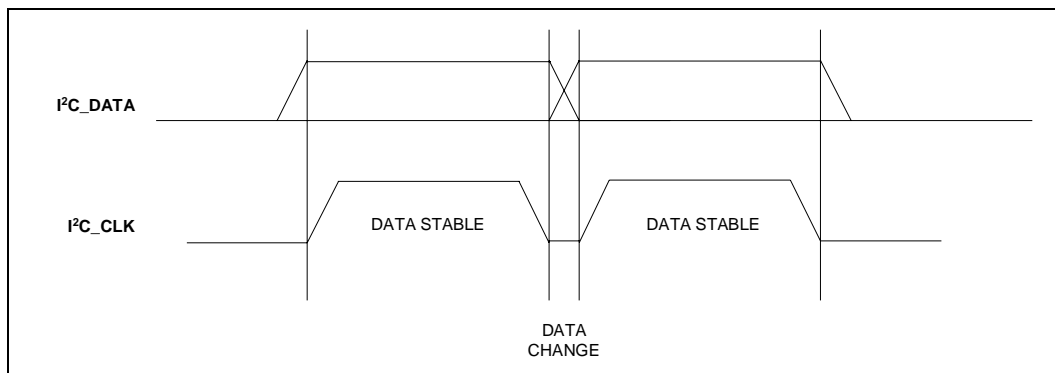 I²C_DATA
I²C_CLK
DATA STABLE
DATA STABLE
DATA
CHANGE